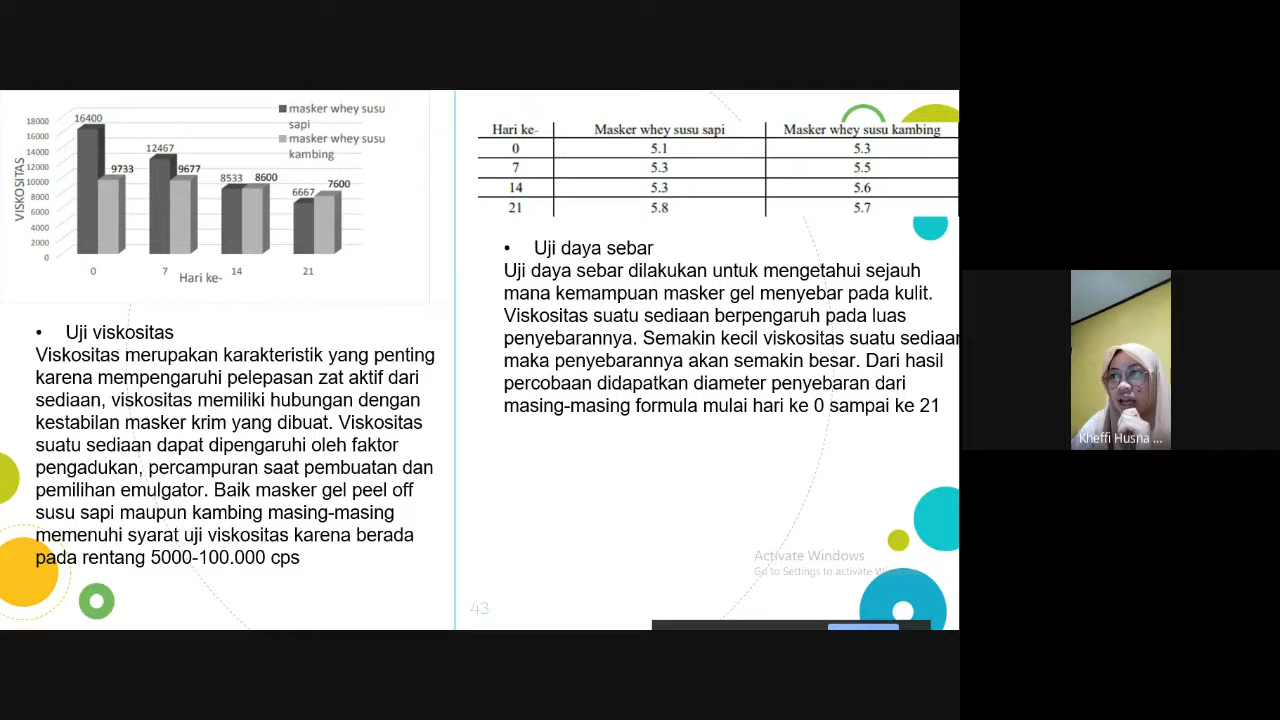 masker whey susu
sapi
masker whey susu
kambing
VISKOSITAS
18000
16000
14000
12000
10000
8000
6000
4000
2000
0
16400
9733
12467
9677
8533
8600
6667
7600
0 7 14 21
Hari ke-
• Uji viskositas
Viskositas merupakan karakteristik yang penting
karena mempengaruhi pelepasan zat aktif dari
sediaan, viskositas memiliki hubungan dengan
kestabilan masker krim yang dibuat. Viskositas
suatu sediaan dapat dipengaruhi oleh faktor
pengadukan, percampuran saat pembuatan dan
pemilihan emulgator. Baik masker gel peel off
susu sapi maupun kambing masing-masing
memenuhi syarat uji viskositas karena berada
pada rentang 5000-100.000 cps
Hari ke- Masker whey susu sapi Masker whey susu kambing
0 5.1 5.3
7 5.3 5.5
14 5.3 5.6
21 5.8 5.7
• Uji daya sebar
Uji daya sebar dilakukan untuk mengetahui sejauh
mana kemampuan masker gel menyebar pada kulit.
Viskositas suatu sediaan berpengaruh pada luas
penyebarannya. Semakin kecil viskositas suatu sediaan
maka penyebarannya akan semakin besar. Dari hasil
percobaan didapatkan diameter penyebaran dari
masing-masing formula mulai hari ke 0 sampai ke 21
Activate Windows
Go to Settings to activate Windows.
43
Kheffi Husna ...